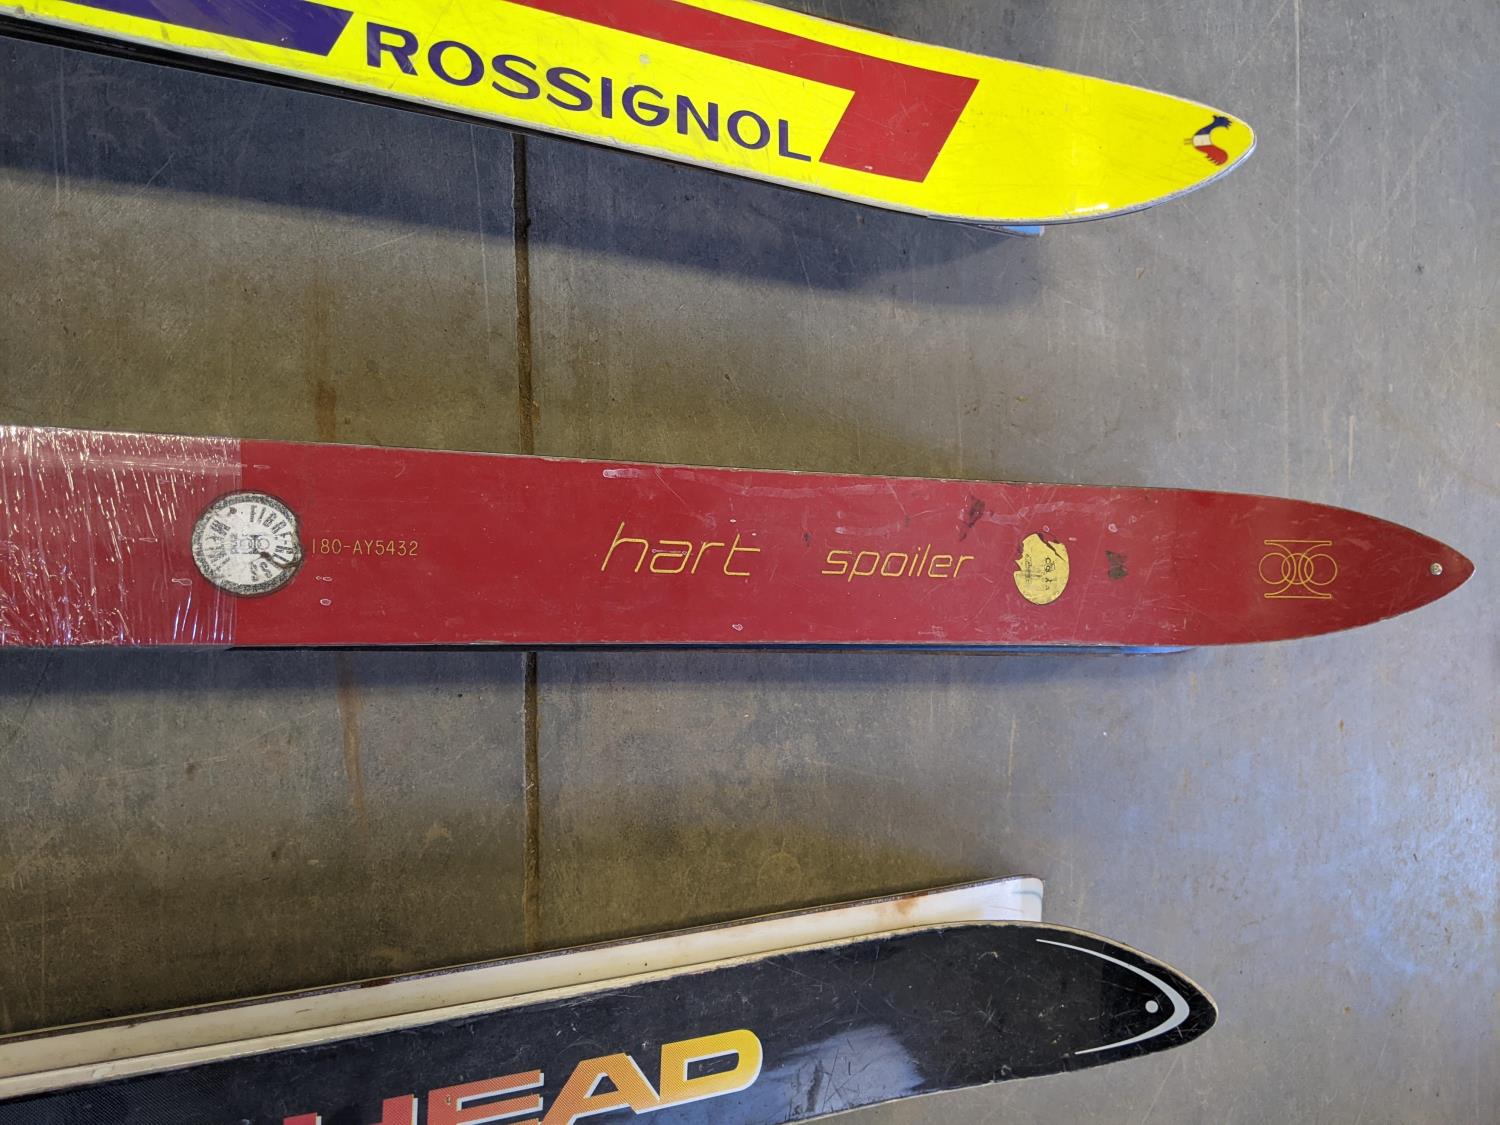 ROSSIGNOL
180-AY5432
hart spoiler
HEAD